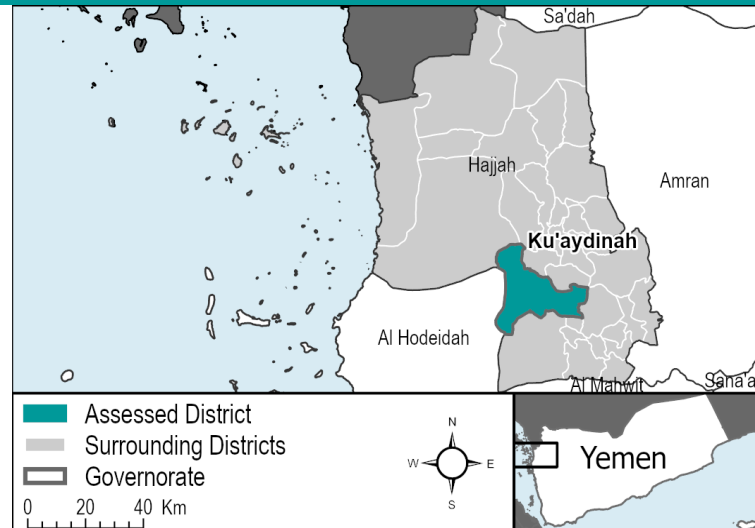 Sa'dah
Hajjah
Amran
Ku'aydinah
Al Hodeidah
Al Mahwit
Sana'a
Assessed District
Surrounding Districts
Governorate
0 20 40 Km
N
W E
S
Yemen